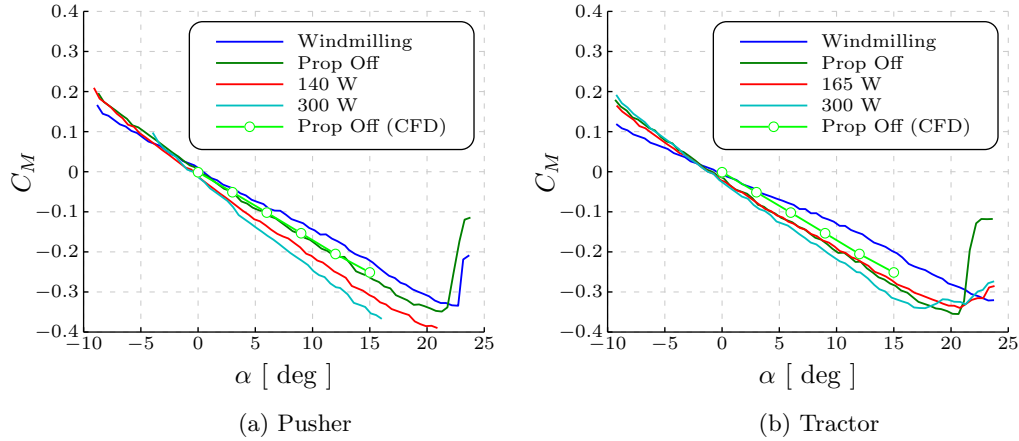 0.4
0.3
0.2
0.1
0
−0.1
−0.2
−0.3
−0.4
C_M
−10 −5 0 5 10 15 20 25
α [ deg ]
Windmilling
Prop Off
140 W
300 W
Prop Off (CFD)
(a) Pusher
0.4
0.3
0.2
0.1
0
−0.1
−0.2
−0.3
−0.4
C_M
−10 −5 0 5 10 15 20 25
α [ deg ]
Windmilling
Prop Off
165 W
300 W
Prop Off (CFD)
(b) Tractor